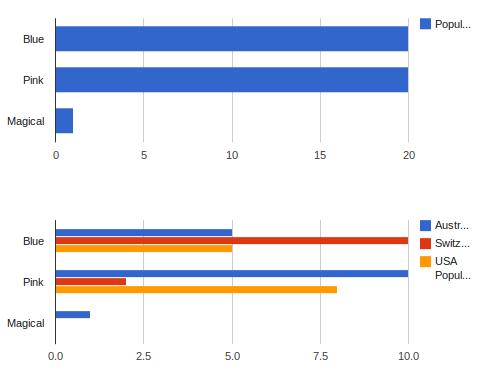 Blue
Popul...
Pink
Magical
0 5 10 15 20
Blue
Austr...
Switz...
USA
Popul...
Pink
Magical
0.0 2.5 5.0 7.5 10.0